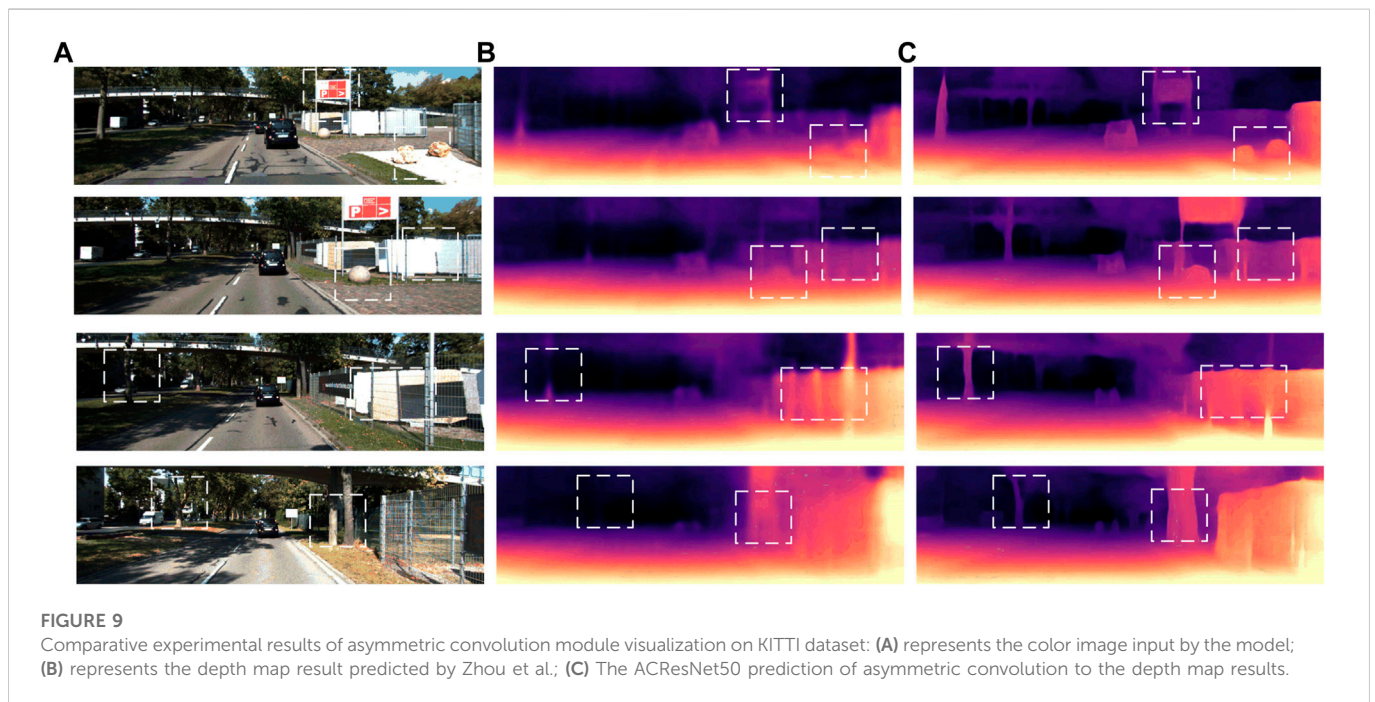 A
B
C
P >
P >
FIGURE 9
Comparative experimental results of asymmetric convolution module visualization on KITTI dataset: (A) represents the color image input by the model;
(B) represents the depth map result predicted by Zhou et al.; (C) The ACResNet50 prediction of asymmetric convolution to the depth map results.